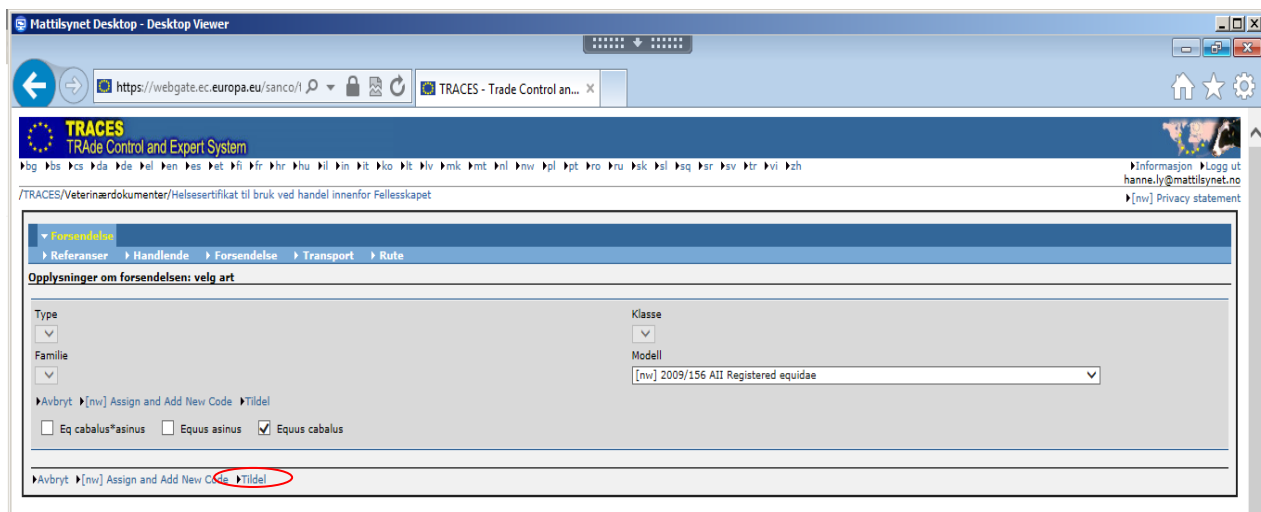 Mattilsynet Desktop - Desktop Viewer
https://webgate.ec.europa.eu/sanco/t
TRACES - Trade Control an...
TRACES
TRAde Control and Expert System
bg bs cs da de el en es et fi fr hr hu il in it ko lt lv mk mt nl nw pl pt ro ru sk sl sq sr sv tr vi zh
Informasjon Logg ut
hanne.ly@mattilsynet.no
/TRACES/Veterinærdokumenter/Helsesertifikat til bruk ved handel innenfor Fellesskapet
[nw] Privacy statement
Forsendelse
Referanser Handlende Forsendelse Transport Rute
Opplysninger om forsendelsen: velg art
Type Klasse
Familie Modell
[nw] 2009/156 AII Registered equidae
Avbryt [nw] Assign and Add New Code Tildel
Eq cabalus*asinus Equus asinus Equus cabalus
Avbryt [nw] Assign and Add New Code Tildel